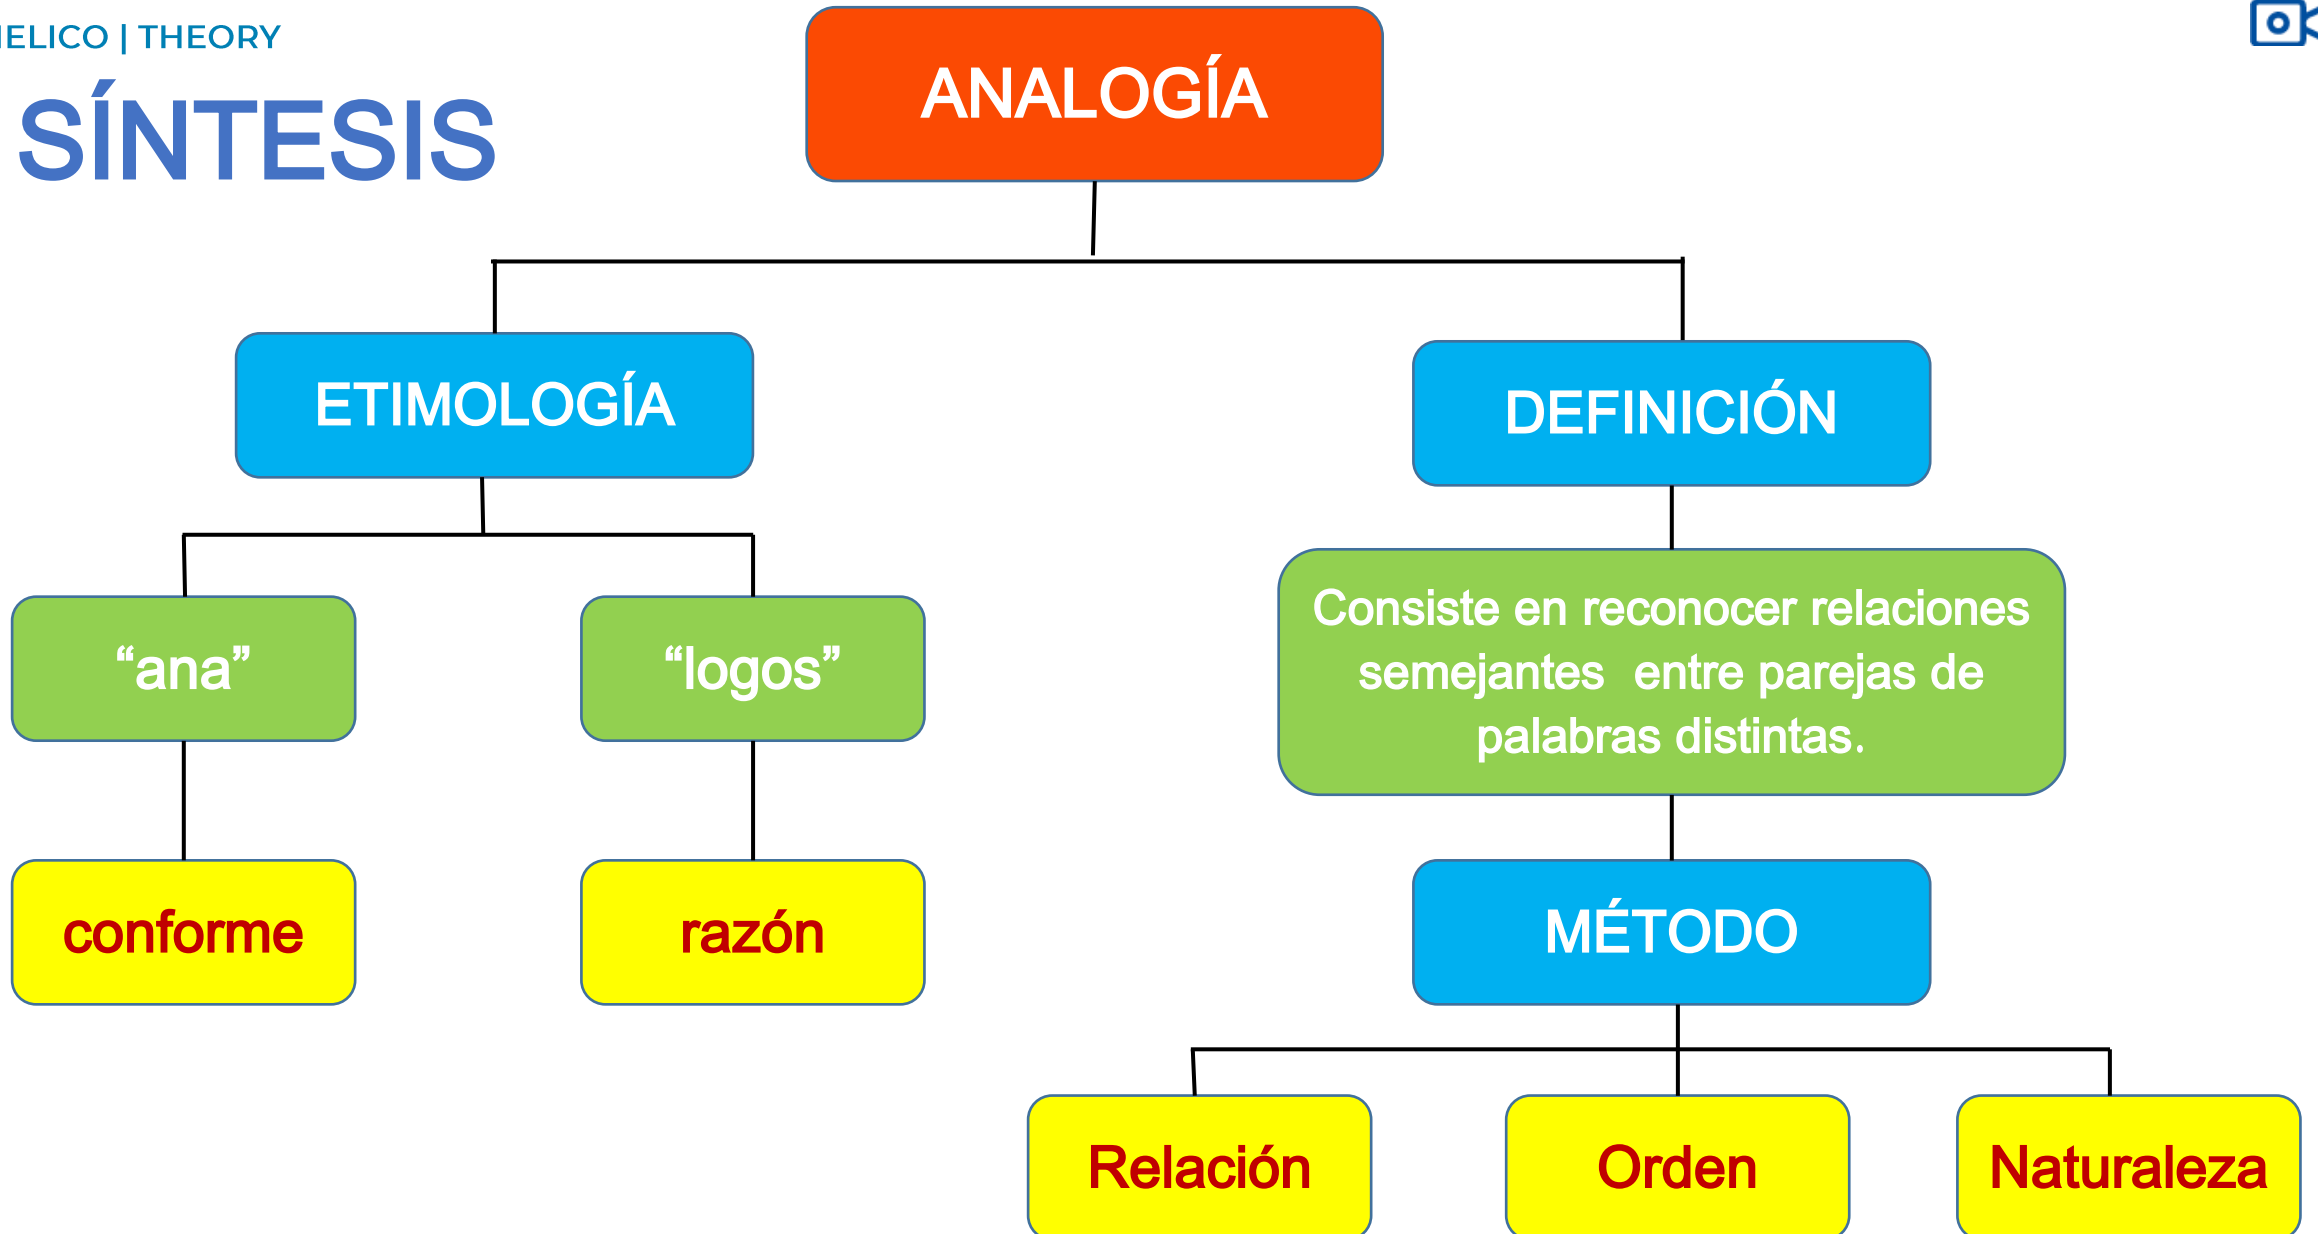 THEORY
SÍNTESIS
ANALOGÍA
ETIMOLOGÍA
DEFINICIÓN
“ana”
“logos”
Consiste en reconocer relaciones
semejantes entre parejas de
palabras distintas.
conforme
razón
MÉTODO
Relación
Orden
Naturaleza